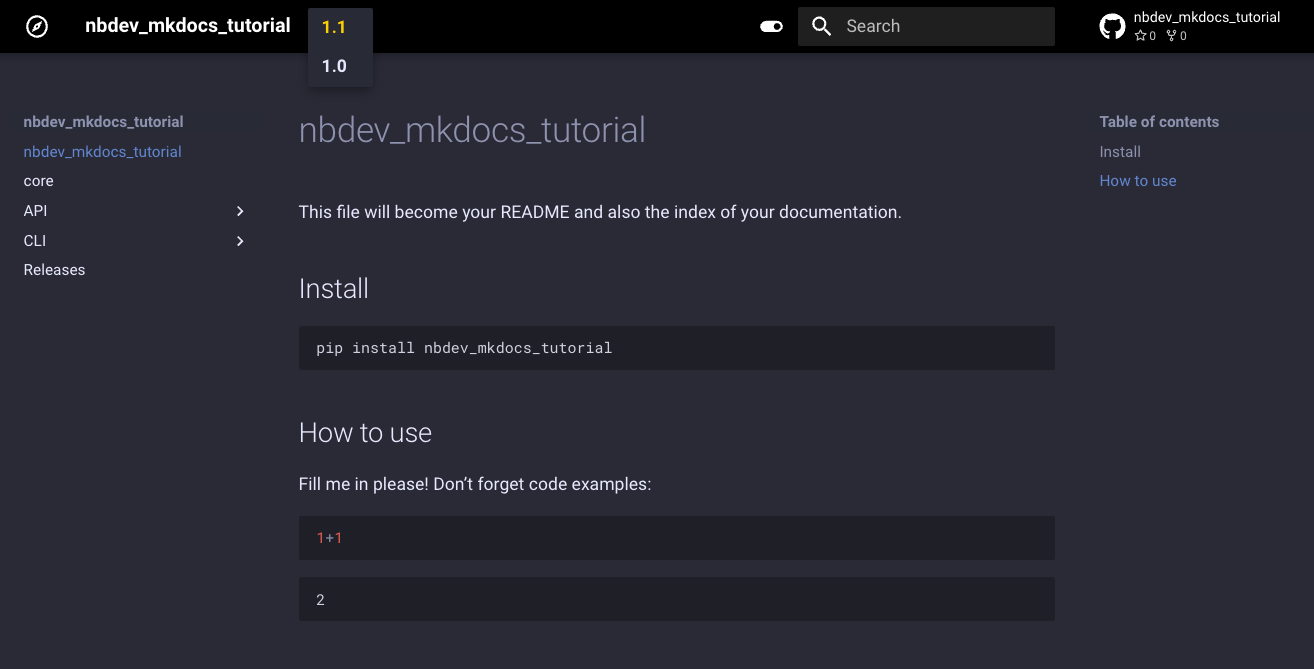 nbdev_mkdocs_tutorial
1.1
1.0
Search
nbdev_mkdocs_tutorial
0 0
nbdev_mkdocs_tutorial
nbdev_mkdocs_tutorial
core
API
CLI
Releases
nbdev_mkdocs_tutorial
This file will become your README and also the index of your documentation.
Install
pip install nbdev_mkdocs_tutorial
How to use
Fill me in please! Don’t forget code examples:
1+1
2
Table of contents
Install
How to use